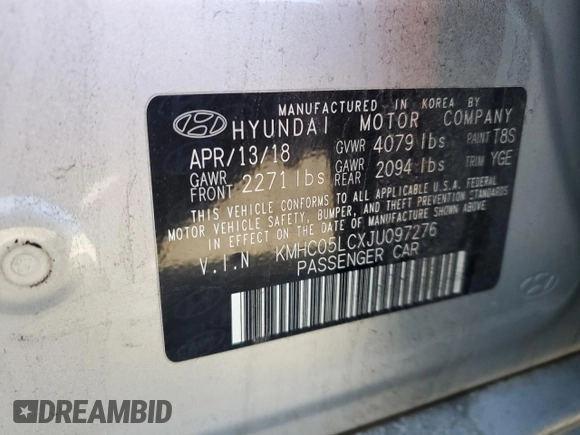 MANUFACTURED IN KOREA BY
HYUNDAI MOTOR COMPANY
APR/13/18 GVWR 4079 lbs PAINT T8S
GAWR FRONT 2271 lbs GAWR REAR 2094 lbs TRIM YGE
THIS VEHICLE CONFORMS TO ALL APPLICABLE U.S.A. FEDERAL
MOTOR VEHICLE SAFETY, BUMPER, AND THEFT PREVENTION STANDARDS
IN EFFECT ON THE DATE OF MANUFACTURE SHOWN ABOVE.
V.I.N KMHC05LCXJU097276
PASSENGER CAR
DREAMBID